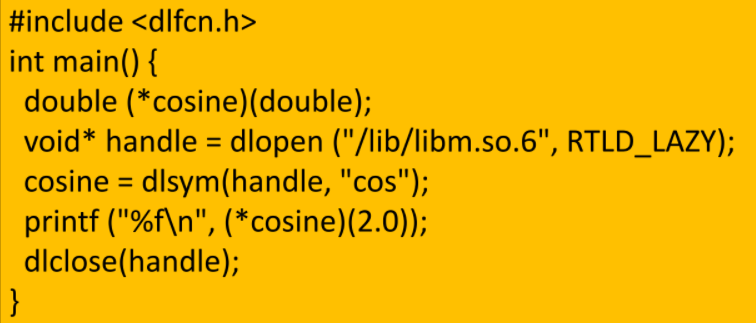 #include <dlfcn.h>
int main() {
double (*cosine)(double);
void* handle = dlopen ("/lib/libm.so.6", RTLD_LAZY);
cosine = dlsym(handle, "cos");
printf ("%f\n", (*cosine)(2.0));
dlclose(handle);
}